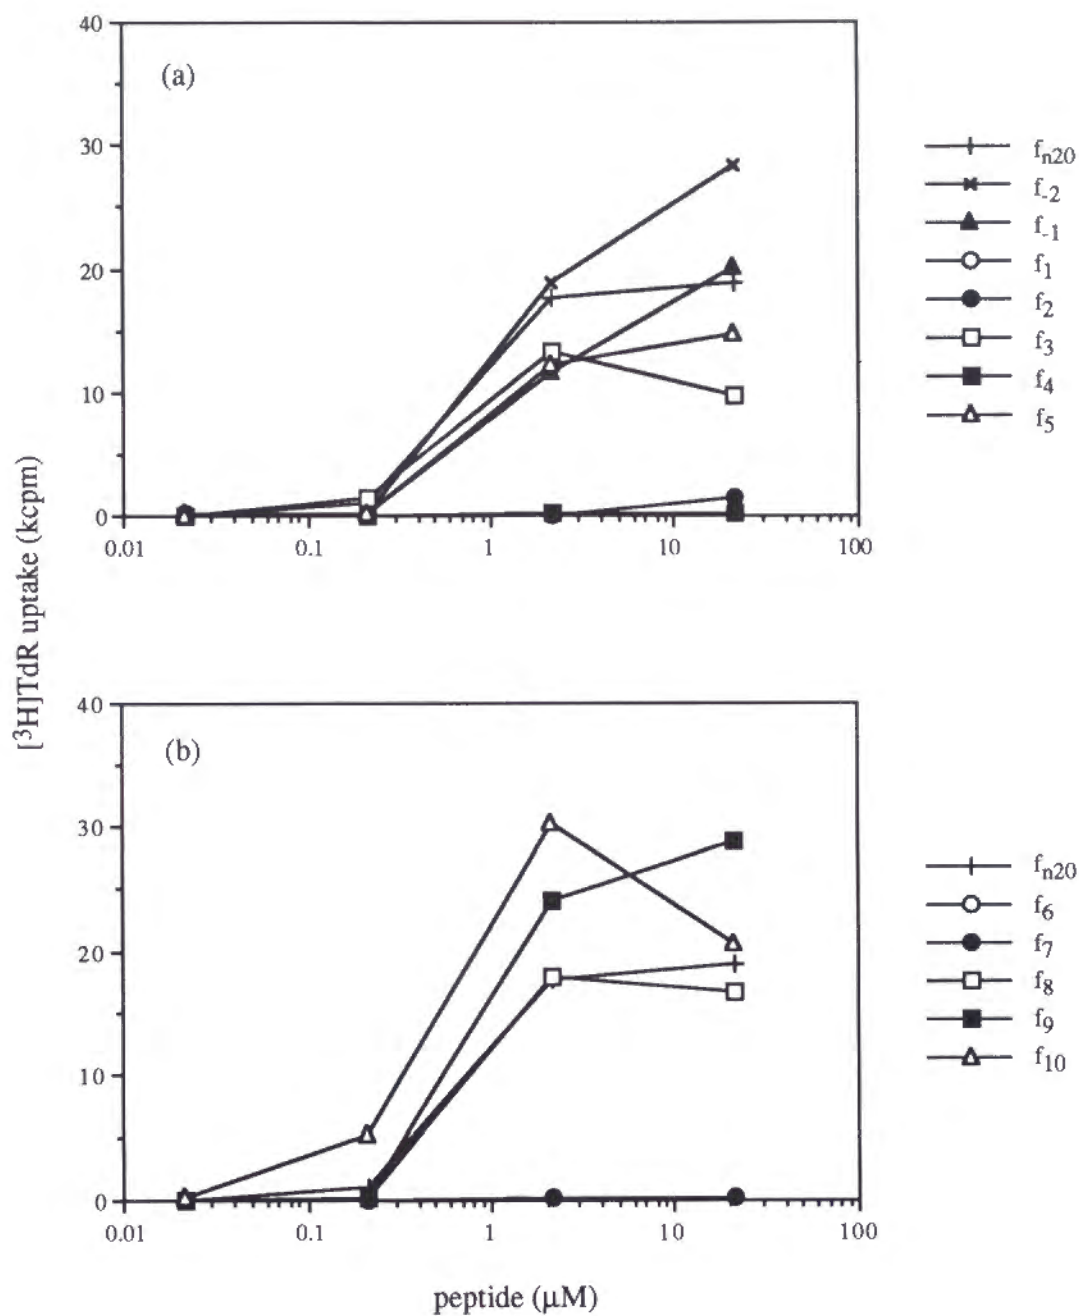 [³H]TdR uptake (kcpm)
(a)
40
30
20
10
0
0.01 0.1 1 10 100
f_n20
f_-2
f_-1
f_1
f_2
f_3
f_4
f_5
(b)
40
30
20
10
0
0.01 0.1 1 10 100
f_n20
f_6
f_7
f_8
f_9
f_10
peptide (μM)